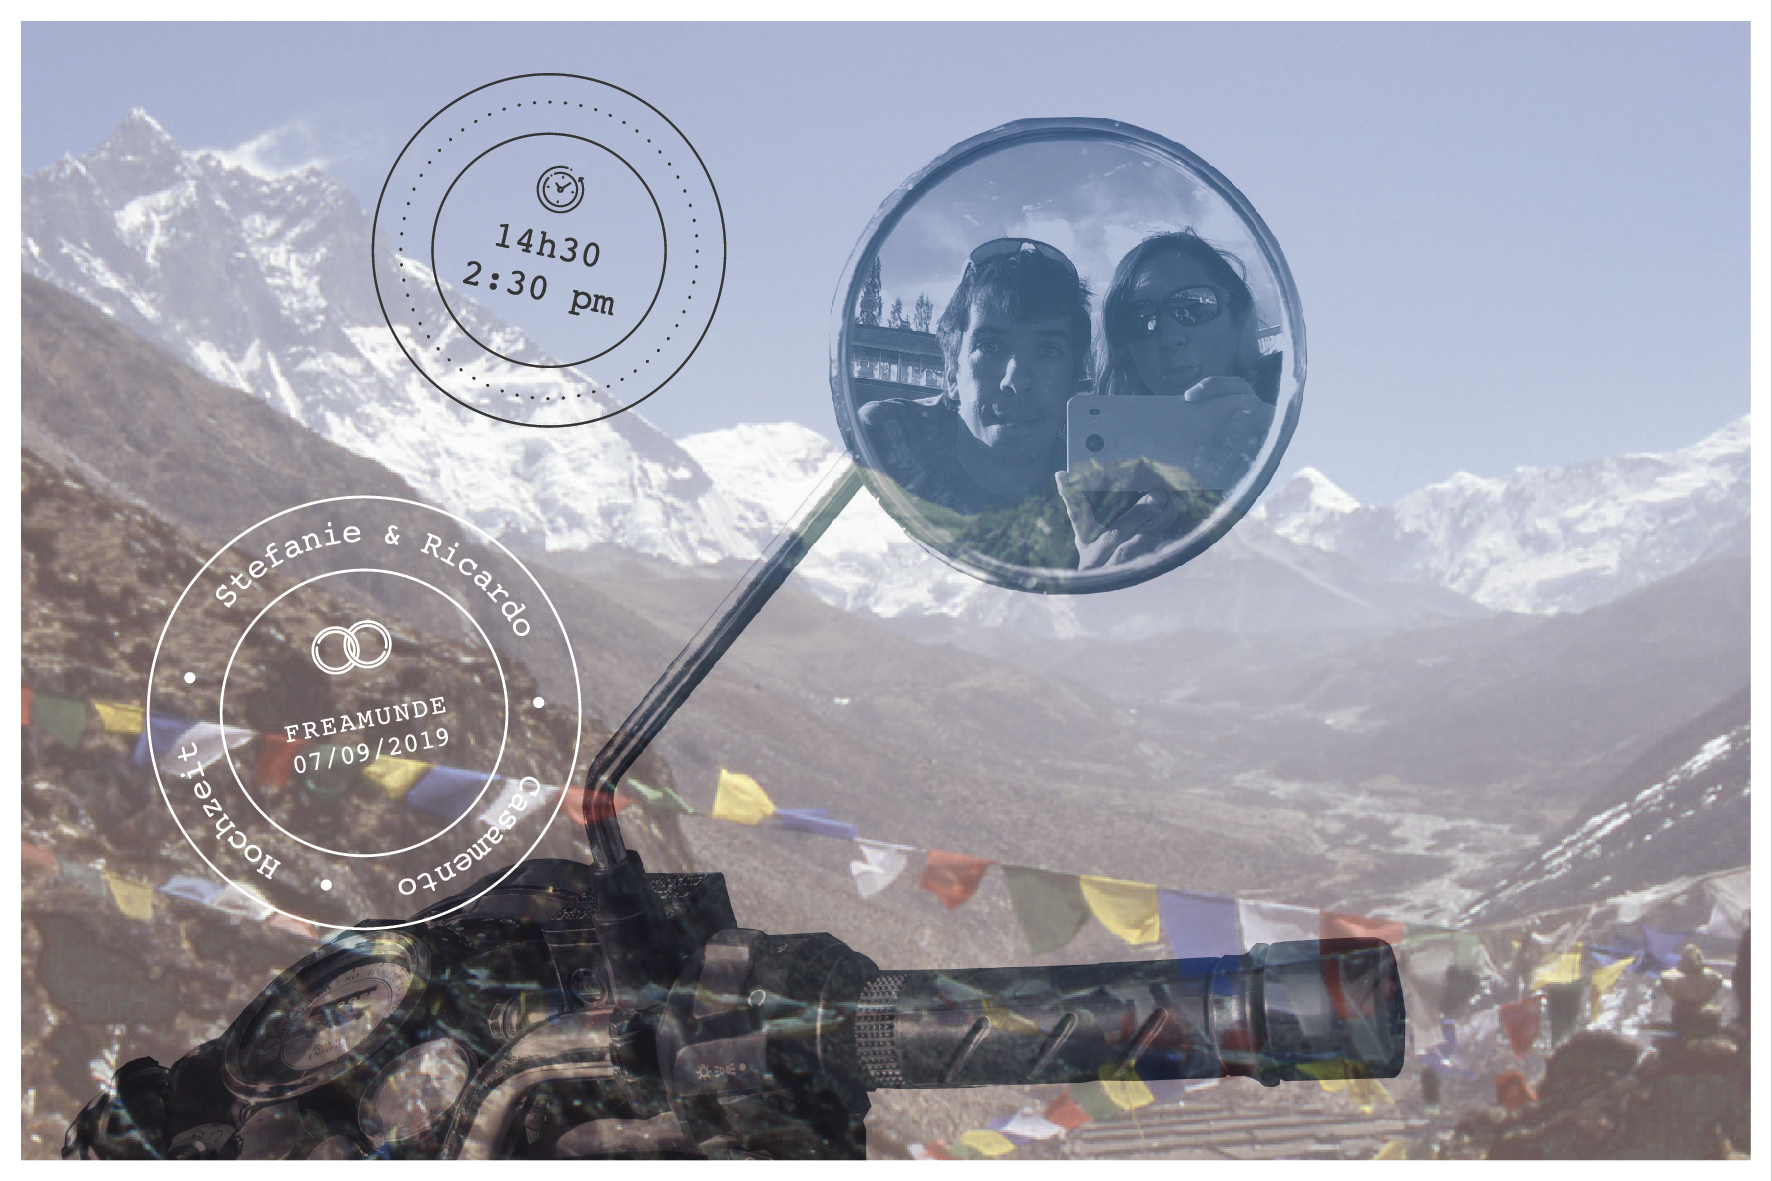 14h30
2:30 pm
Stefanie & Ricardo
FREAMUNDE
07/09/2019
Hochzeit
Casamento